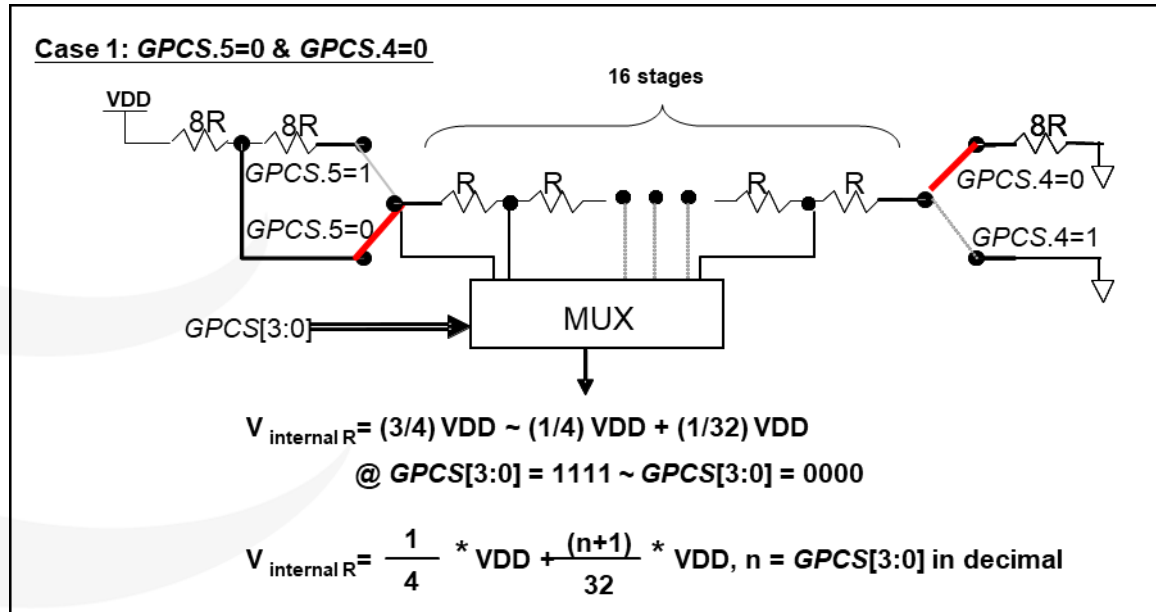 Case 1: GPCS.5=0 & GPCS.4=0
16 stages
VDD
8R 8R 8R
GPCS.5=1
R R R R
GPCS.4=0
GPCS.5=0
GPCS.4=1
MUX
GPCS[3:0]
V internal R = (3/4) VDD ~ (1/4) VDD + (1/32) VDD
@ GPCS[3:0] = 1111 ~ GPCS[3:0] = 0000
V internal R = 1/4 * VDD + (n+1)/32 * VDD, n = GPCS[3:0] in decimal